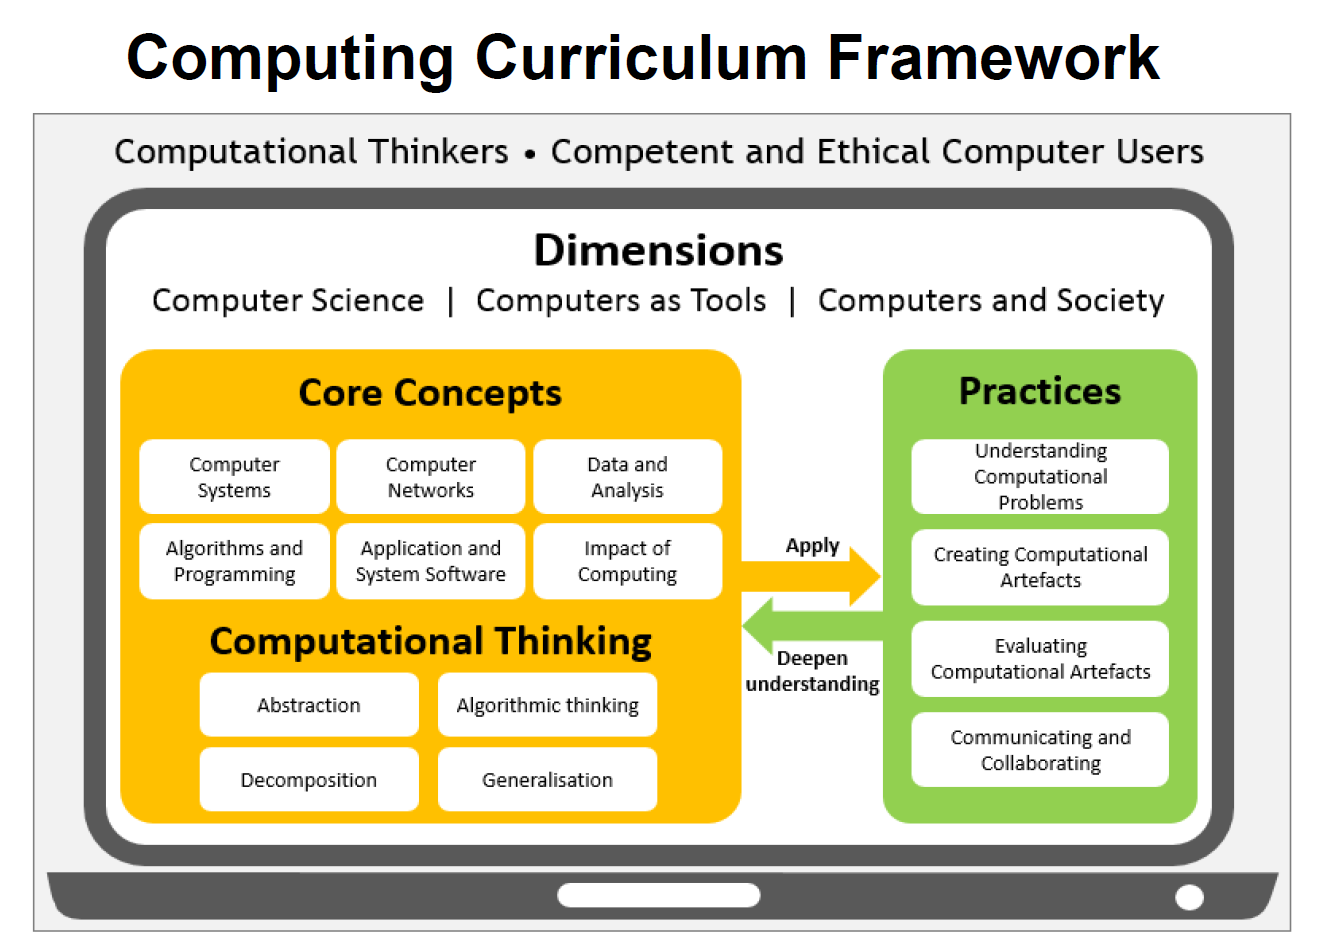 Computing Curriculum Framework
Computational Thinkers • Competent and Ethical Computer Users
Dimensions
Computer Science | Computers as Tools | Computers and Society
Core Concepts
Computer
Systems
Computer
Networks
Data and
Analysis
Algorithms and
Programming
Application and
System Software
Impact of
Computing
Computational Thinking
Abstraction
Algorithmic thinking
Decomposition
Generalisation
Apply
Deepen
understanding
Practices
Understanding
Computational
Problems
Creating Computational
Artefacts
Evaluating
Computational Artefacts
Communicating and
Collaborating